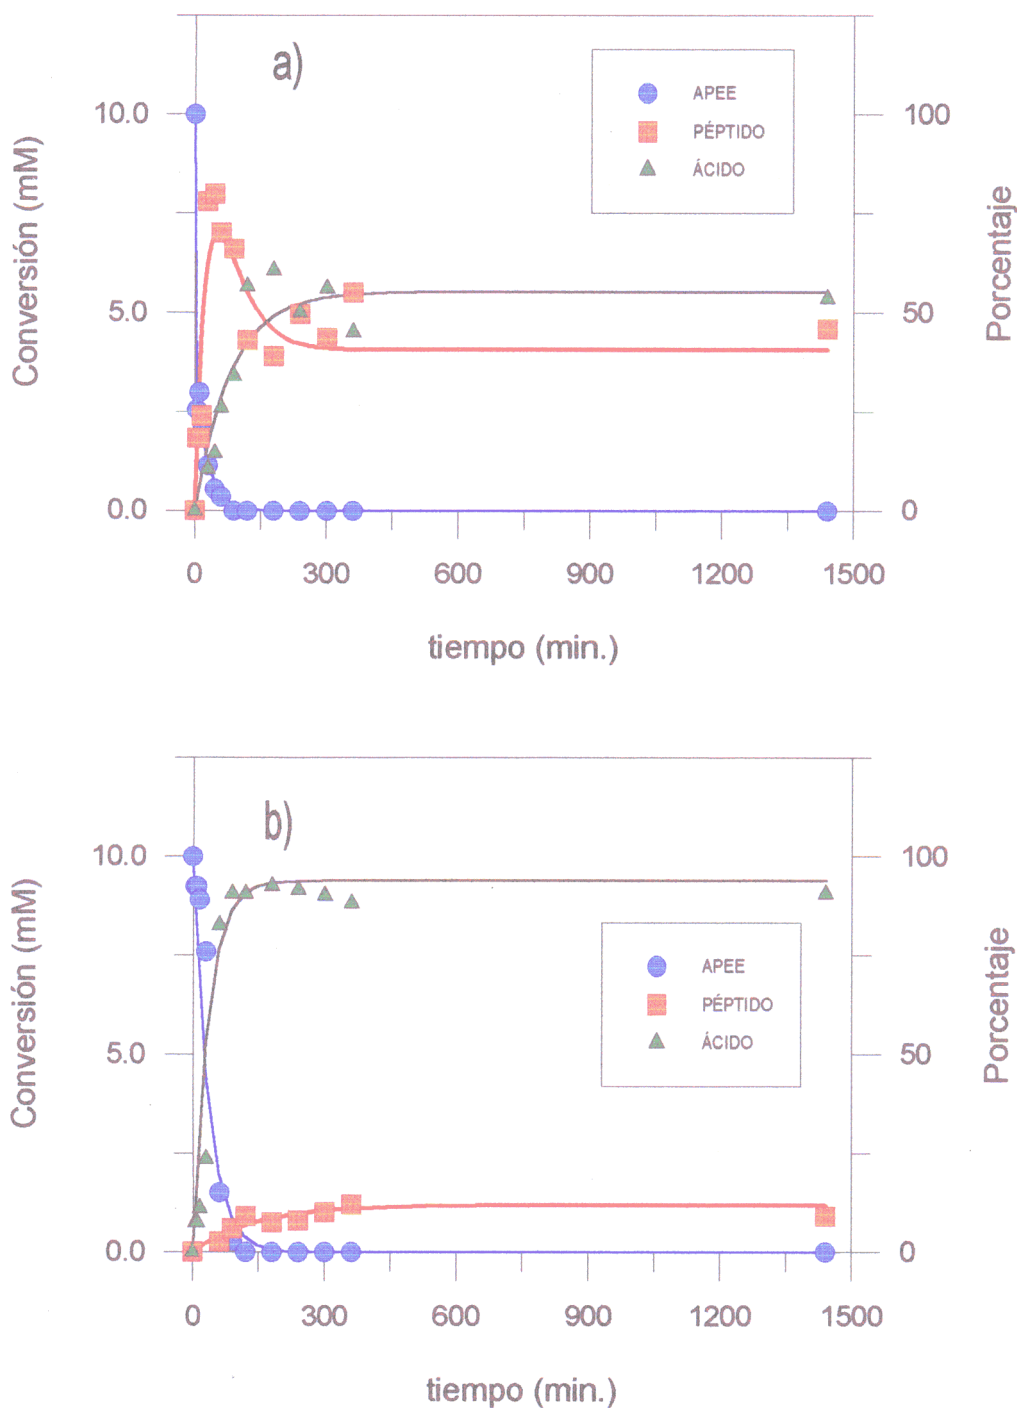 a)
APEE
PÉPTIDO
ÁCIDO
10.0
5.0
0.0
Conversión (mM)
100
50
0
Porcentaje
0 300 600 900 1200 1500
tiempo (min.)
b)
APEE
PÉPTIDO
ÁCIDO
10.0
5.0
0.0
Conversión (mM)
100
50
0
Porcentaje
0 300 600 900 1200 1500
tiempo (min.)